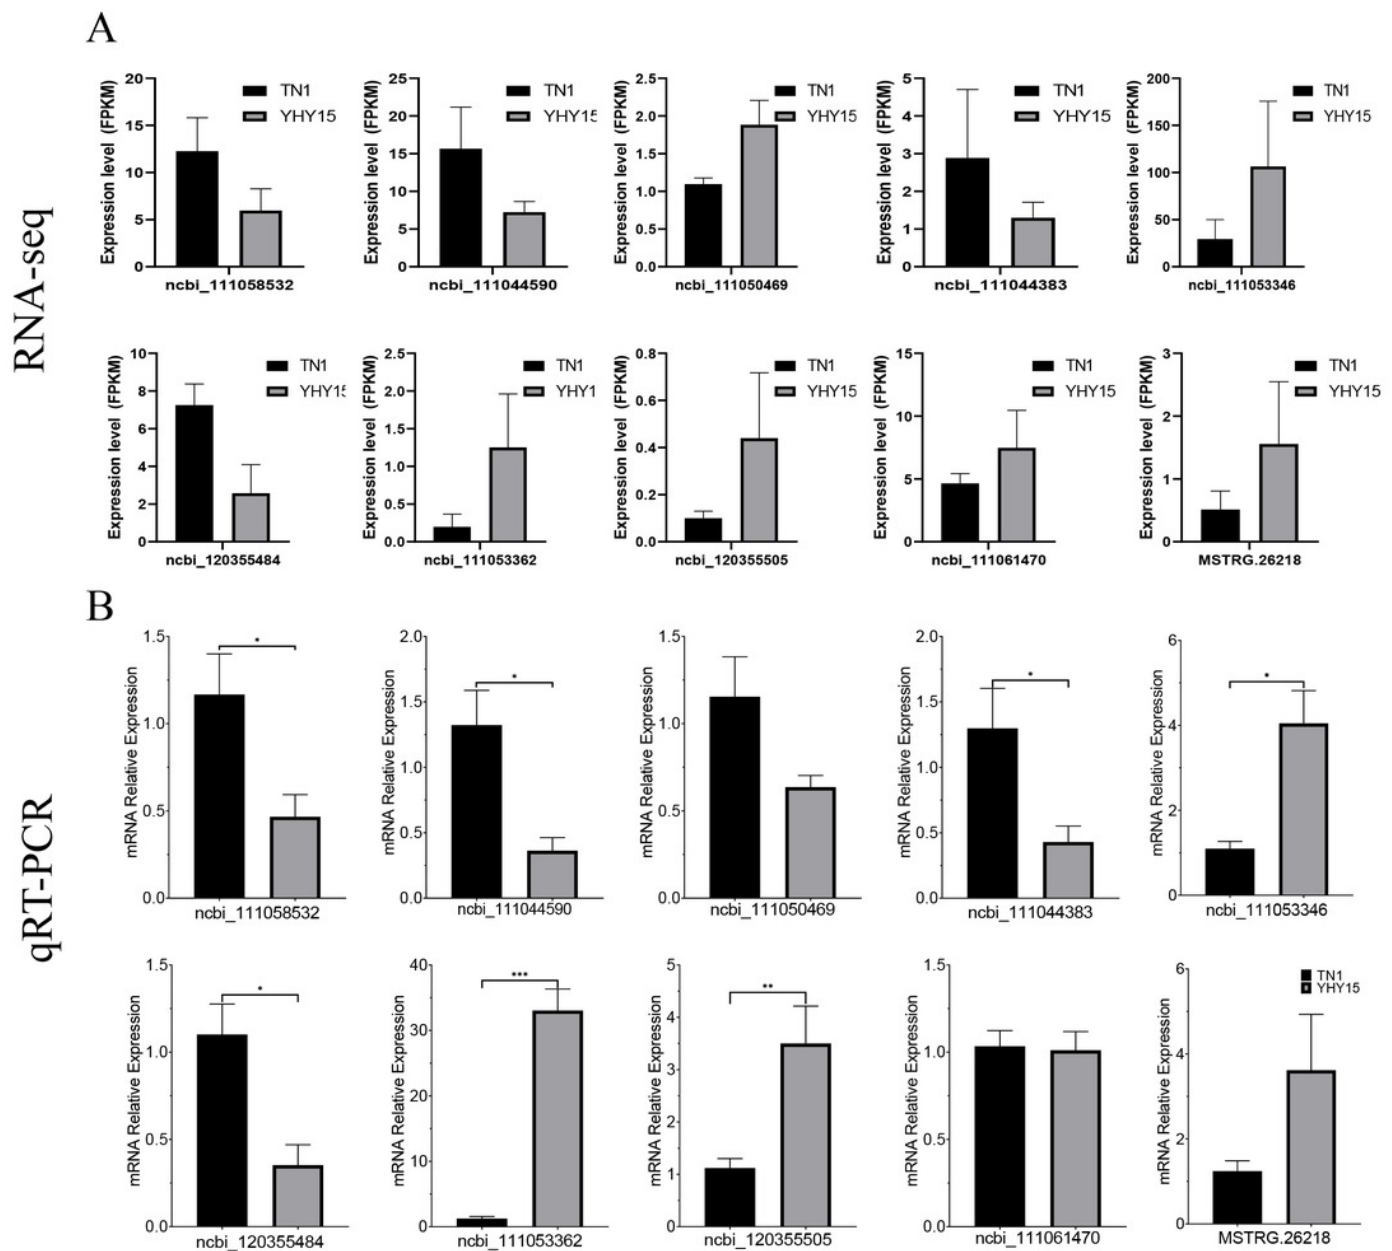 A
RNA-seq
Expression level (FPKM)
20
15
10
5
0
TN1
YHY15
ncbi_111058532
Expression level (FPKM)
25
20
15
10
5
0
TN1
YHY15
ncbi_111044590
Expression level (FPKM)
2.5
2.0
1.5
1.0
0.5
0.0
TN1
YHY15
ncbi_111050469
Expression level (FPKM)
5
4
3
2
1
0
TN1
YHY15
ncbi_111044383
Expression level (FPKM)
200
150
100
50
0
TN1
YHY15
ncbi_111053346
Expression level (FPKM)
10
8
6
4
2
0
TN1
YHY15
ncbi_120355484
Expression level (FPKM)
2.5
2.0
1.5
1.0
0.5
0.0
TN1
YHY1
ncbi_111053362
Expression level (FPKM)
0.8
0.6
0.4
0.2
0.0
TN1
YHY15
ncbi_120355505
Expression level (FPKM)
15
10
5
0
TN1
YHY15
ncbi_111061470
Expression level (FPKM)
3
2
1
0
TN1
YHY15
MSTRG.26218
B
qRT-PCR
mRNA Relative Expression
1.5
1.0
0.5
0.0
*
ncbi_111058532
mRNA Relative Expression
2.0
1.5
1.0
0.5
0.0
*
ncbi_111044590
mRNA Relative Expression
1.5
1.0
0.5
0.0
ncbi_111050469
mRNA Relative Expression
2.0
1.5
1.0
0.5
0.0
*
ncbi_111044383
mRNA Relative Expression
6
4
2
0
*
ncbi_111053346
mRNA Relative Expression
1.5
1.0
0.5
0.0
*
ncbi_120355484
mRNA Relative Expression
40
30
20
10
0
***
ncbi_111053362
mRNA Relative Expression
5
4
3
2
1
0
**
ncbi_120355505
mRNA Relative Expression
1.5
1.0
0.5
0.0
ncbi_111061470
mRNA Relative Expression
6
4
2
0
TN1
YHY15
MSTRG.26218